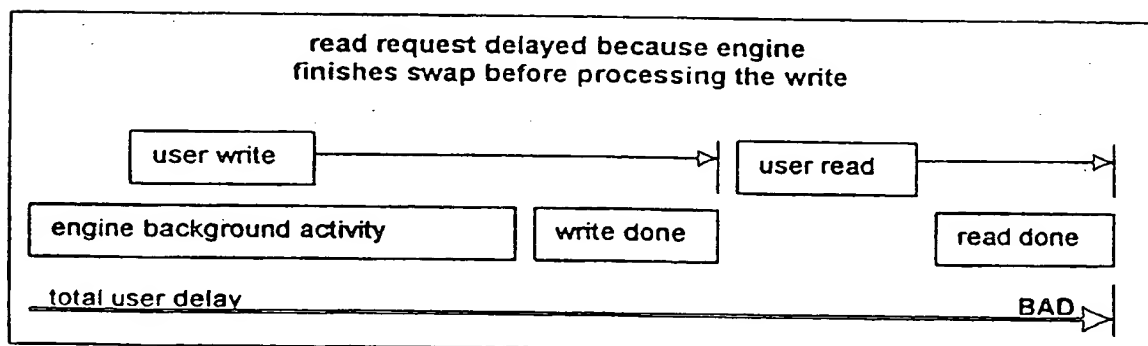 read request delayed because engine
finishes swap before processing the write
user write
user read
engine background activity
write done
read done
total user delay
BAD